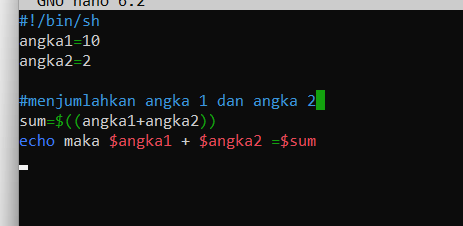 GNU nano 6.2
#!/bin/sh
angka1=10
angka2=2
#menjumlahkan angka 1 dan angka 2
sum=$((angka1+angka2))
echo maka $angka1 + $angka2 =$sum